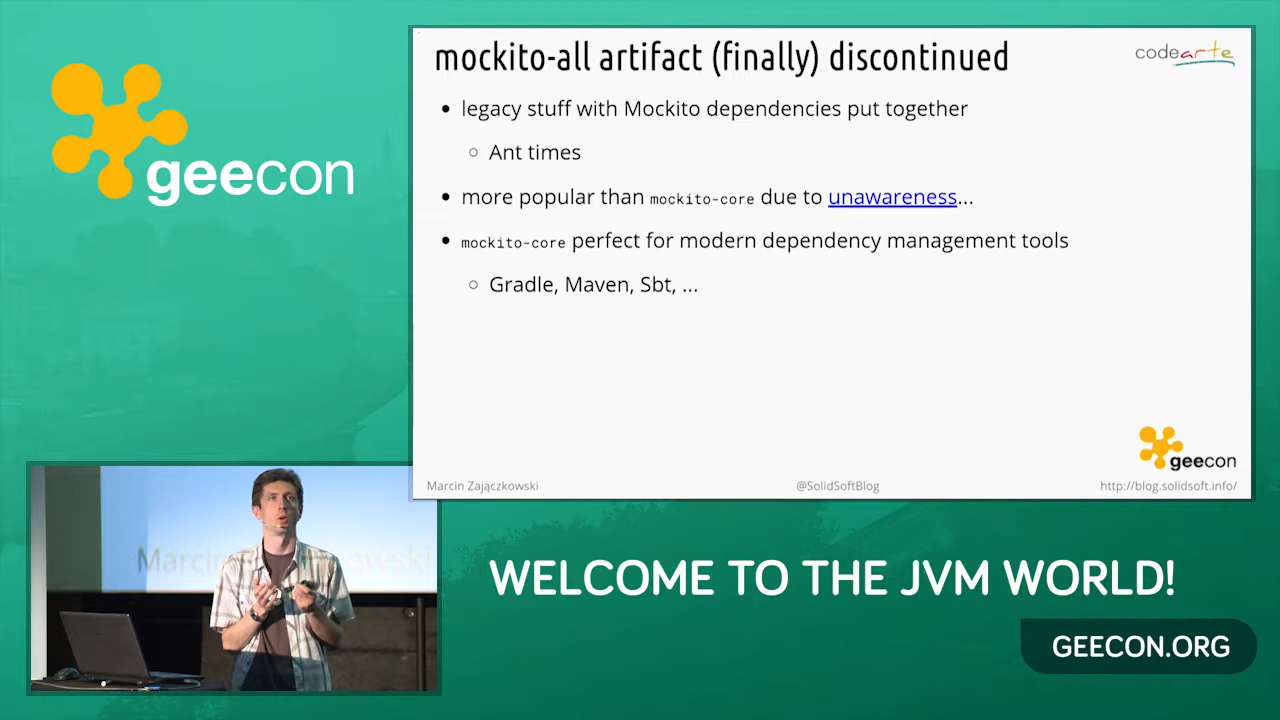 geecon
mockito-all artifact (finally) discontinued
codearte
legacy stuff with Mockito dependencies put together
Ant times
more popular than mockito-core due to unawareness...
mockito-core perfect for modern dependency management tools
Gradle, Maven, Sbt, ...
geecon
Marcin Zajączkowski
@SolidSoftBlog
http://blog.solidsoft.info/
Marcin
WELCOME TO THE JVM WORLD!
GEECON.ORG